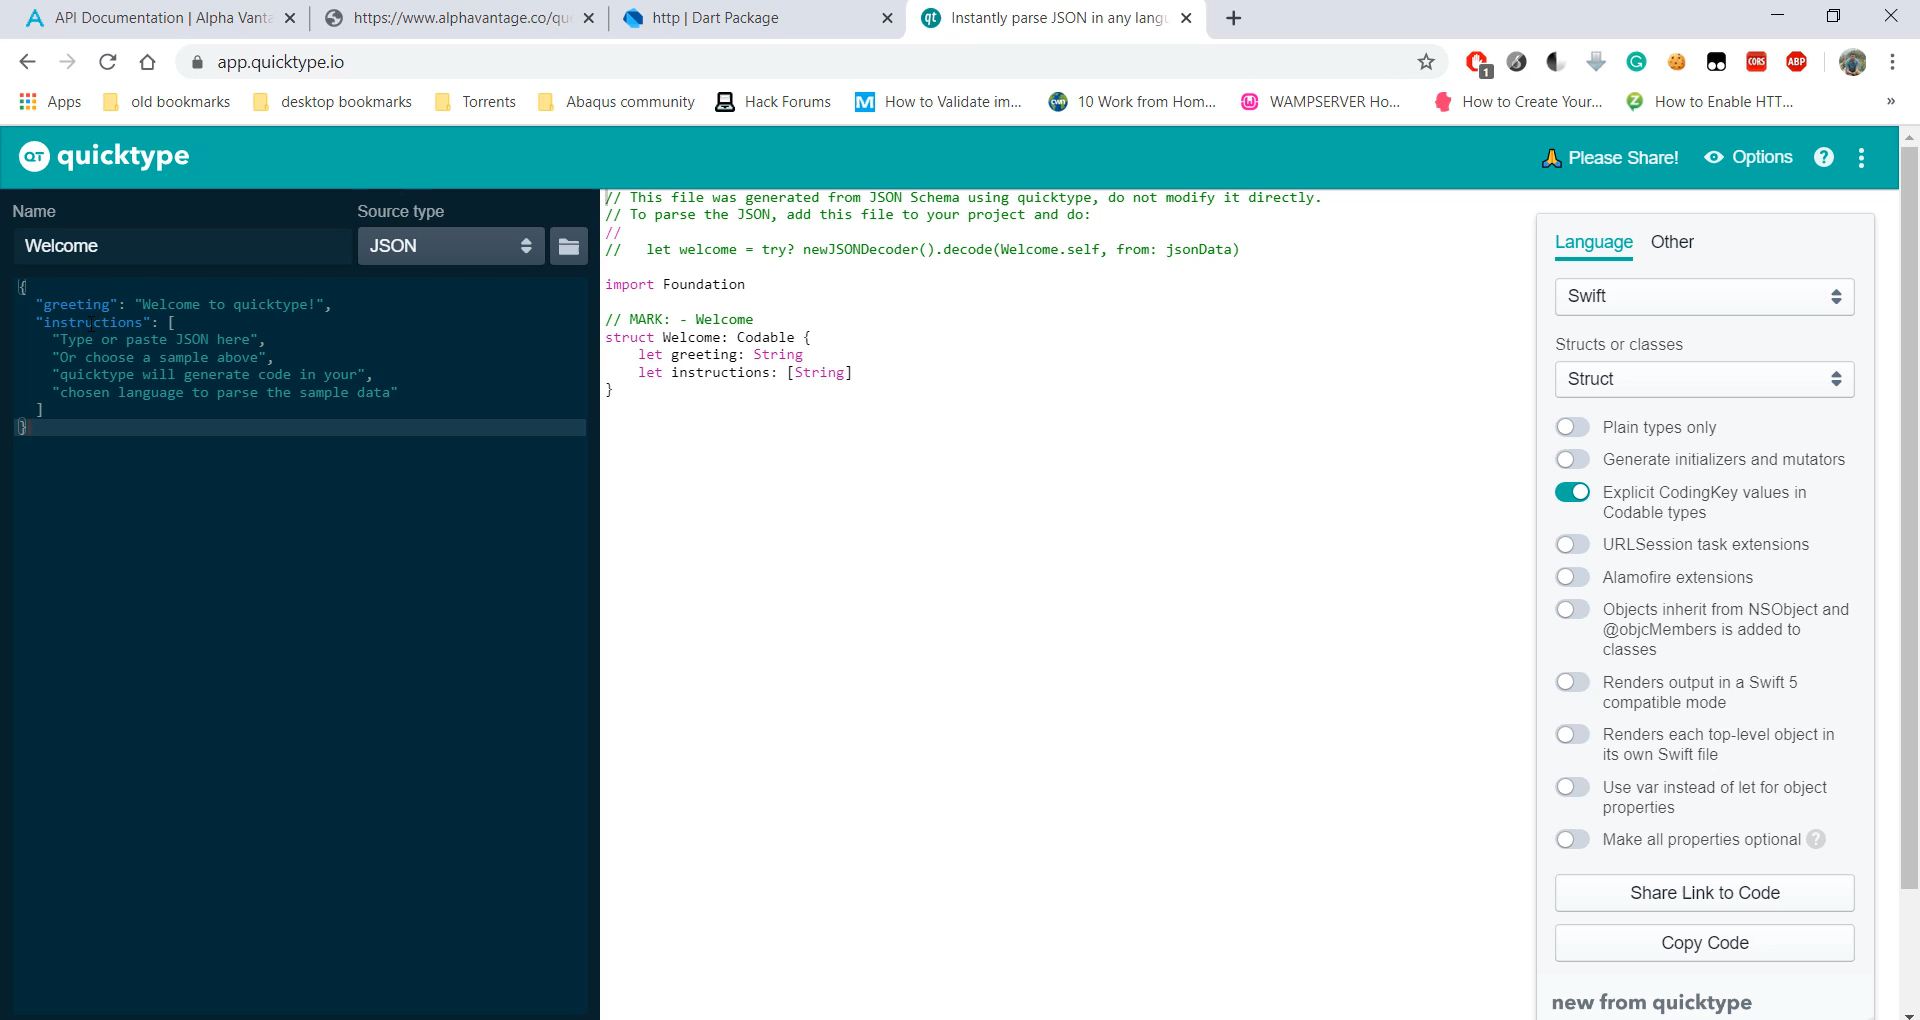 API Documentation | Alpha Vanta
https://www.alphavantage.co/qu
http | Dart Package
qt
Instantly parse JSON in any langu
app.quicktype.io
1
CORS
ABP
Apps
old bookmarks
desktop bookmarks
Torrents
Abaqus community
Hack Forums
M
How to Validate im...
cwn
10 Work from Hom...
WAMPSERVER Ho...
How to Create Your...
How to Enable HTT...
»
QT quicktype
Please Share!
Options
?
Name
Source type
Welcome
JSON
{
"greeting": "Welcome to quicktype!",
"instructions": [
"Type or paste JSON here",
"Or choose a sample above",
"quicktype will generate code in your",
"chosen language to parse the sample data"
]
}
// This file was generated from JSON Schema using quicktype, do not modify it directly.
// To parse the JSON, add this file to your project and do:
//
//   let welcome = try? newJSONDecoder().decode(Welcome.self, from: jsonData)
import Foundation
// MARK: - Welcome
struct Welcome: Codable {
let greeting: String
let instructions: [String]
}
Language
Other
Swift
Structs or classes
Struct
Plain types only
Generate initializers and mutators
Explicit CodingKey values in
Codable types
URLSession task extensions
Alamofire extensions
Objects inherit from NSObject and
@objcMembers is added to
classes
Renders output in a Swift 5
compatible mode
Renders each top-level object in
its own Swift file
Use var instead of let for object
properties
Make all properties optional ?
Share Link to Code
Copy Code
new from quicktype